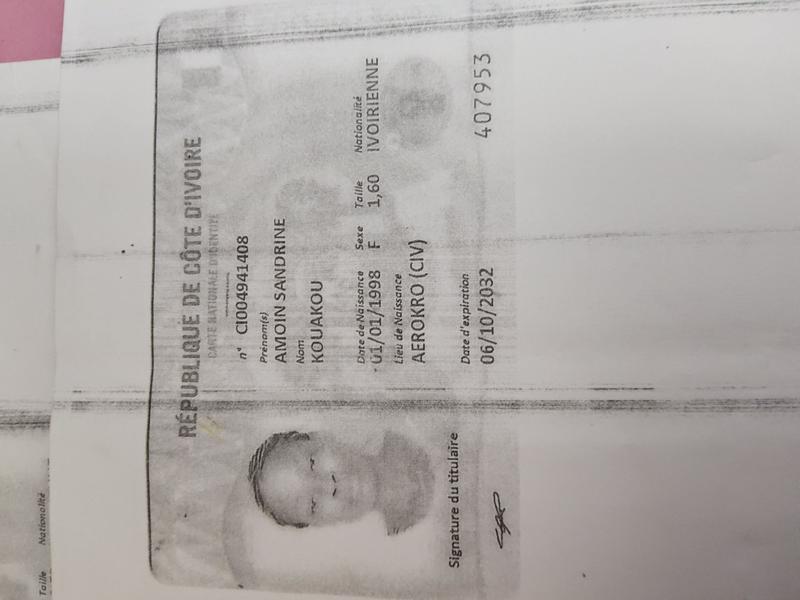 RÉPUBLIQUE DE CÔTE D'IVOIRE
CARTE NATIONALE D'IDENTITÉ
n° CI004941408
Prénom(s)
AMOIN SANDRINE
Nom
KOUAKOU
Date de Naissance Sexe Taille Nationalité
01/01/1998 F 1,60 IVOIRIENNE
Lieu de Naissance
AEROKRO (CIV)
Signature du titulaire
Date d'expiration
06/10/2032
407953
Taille Nationalité